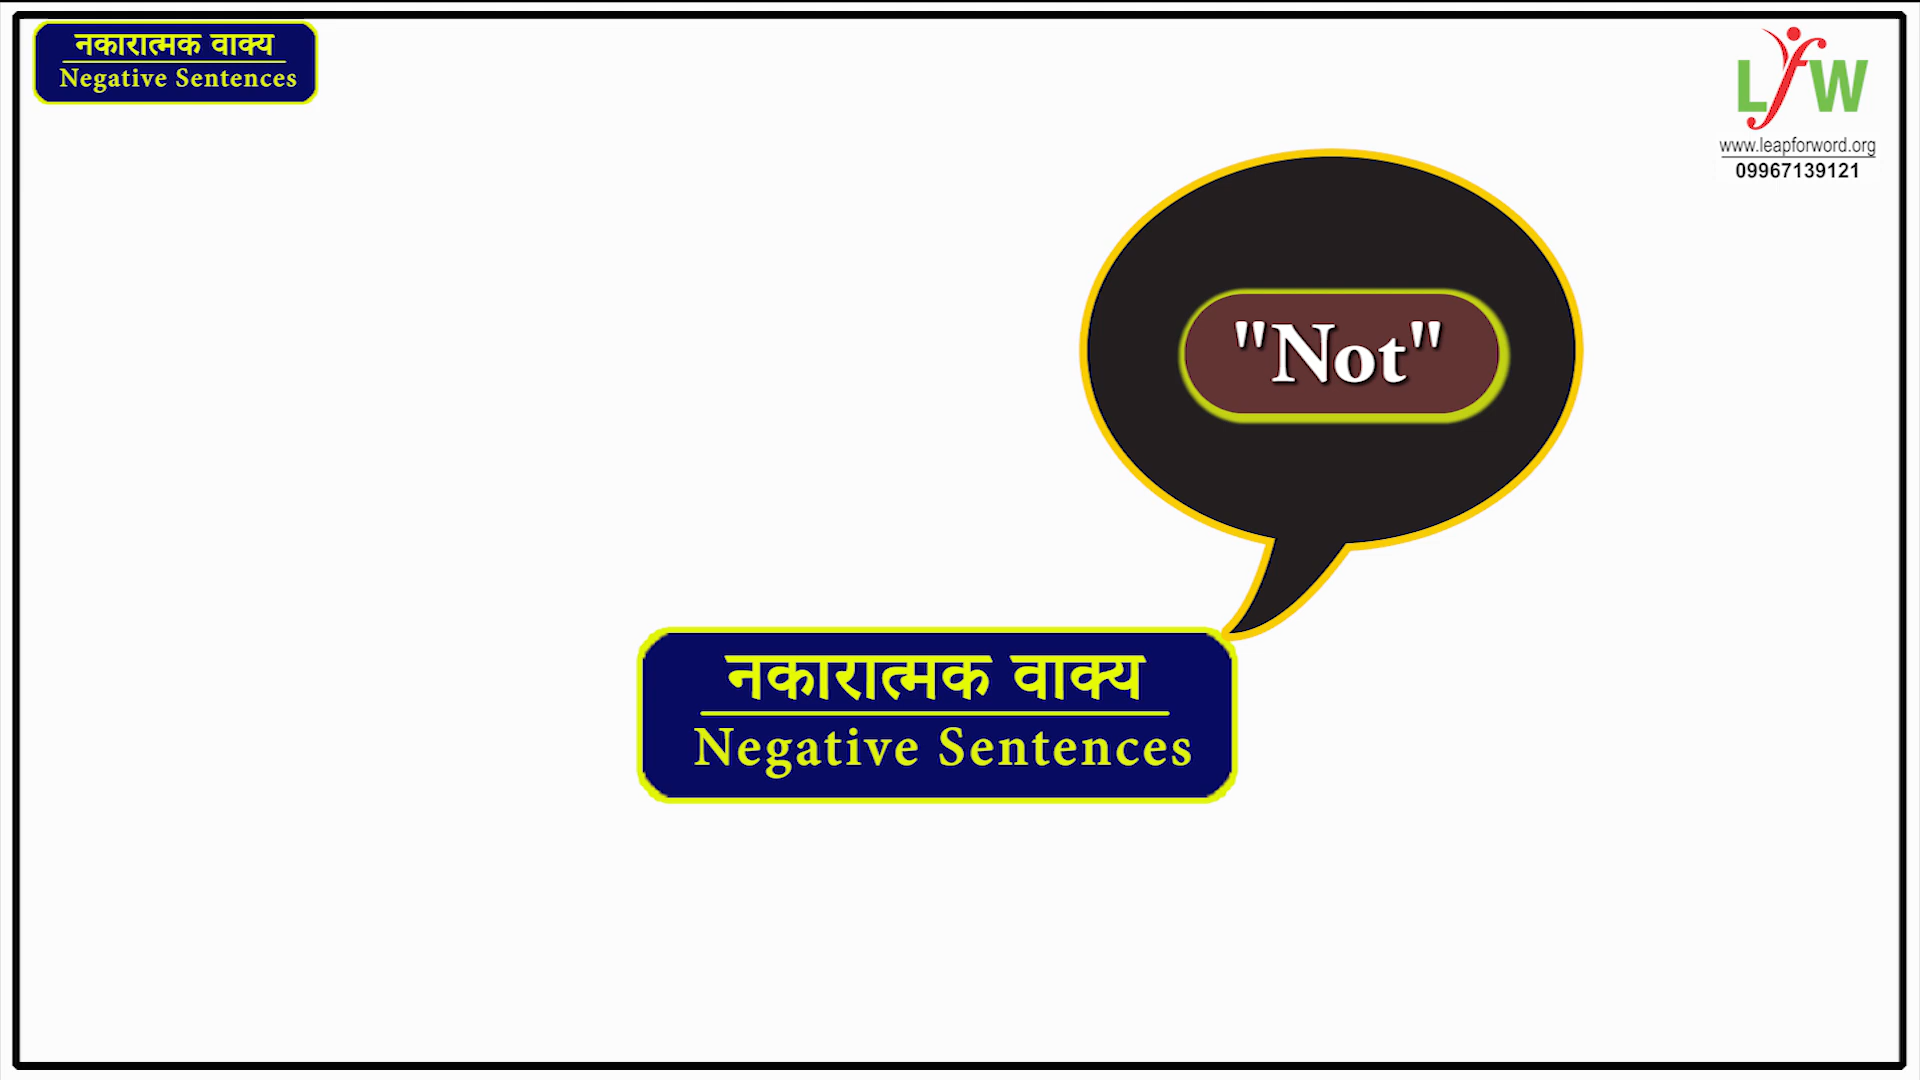 नकारात्मक वाक्य
Negative Sentences
LfW
www.leapforword.org
09967139121
"Not"
नकारात्मक वाक्य
Negative Sentences